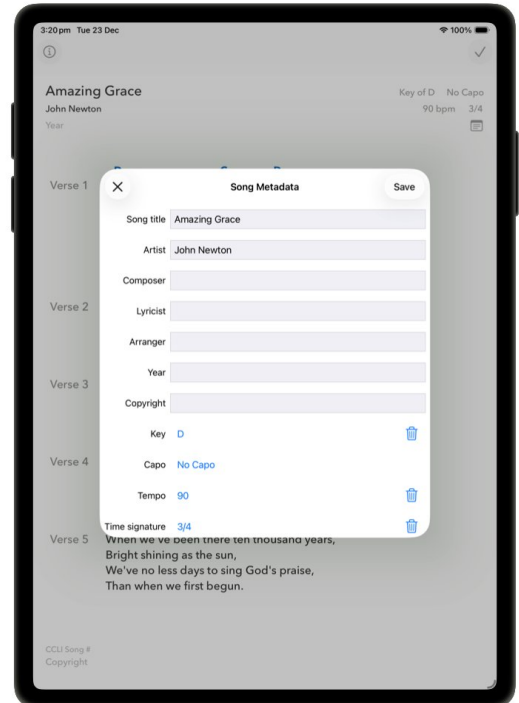 3:20 pm Tue 23 Dec 100%
Amazing Grace Key of D No Capo
John Newton 90 bpm 3/4
Year
Verse 1
Song Metadata Save
Song title Amazing Grace
Artist John Newton
Composer
Verse 2
Lyricist
Arranger
Year
Verse 3
Copyright
Key D
Verse 4
Capo No Capo
Tempo 90
Time signature 3/4
Verse 5 When we've been there ten thousand years,
Bright shining as the sun,
We've no less days to sing God's praise,
Than when we first begun.
CCLI Song #
Copyright